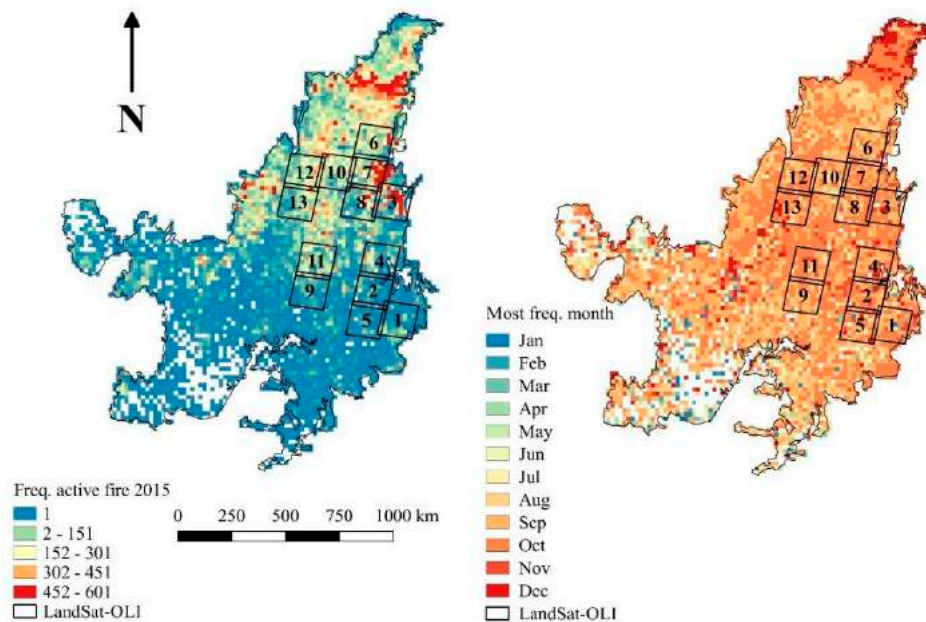 N
6
12
10
7
13
8
3
11
4
9
2
5
1
Freq. active fire 2015
1
2 - 151
152 - 301
302 - 451
452 - 601
LandSat-OLI
0 250 500 750 1000 km
6
12
10
7
13
8
3
11
4
9
2
5
1
Most freq. month
Jan
Feb
Mar
Apr
May
Jun
Jul
Aug
Sep
Oct
Nov
Dec
LandSat-OLI